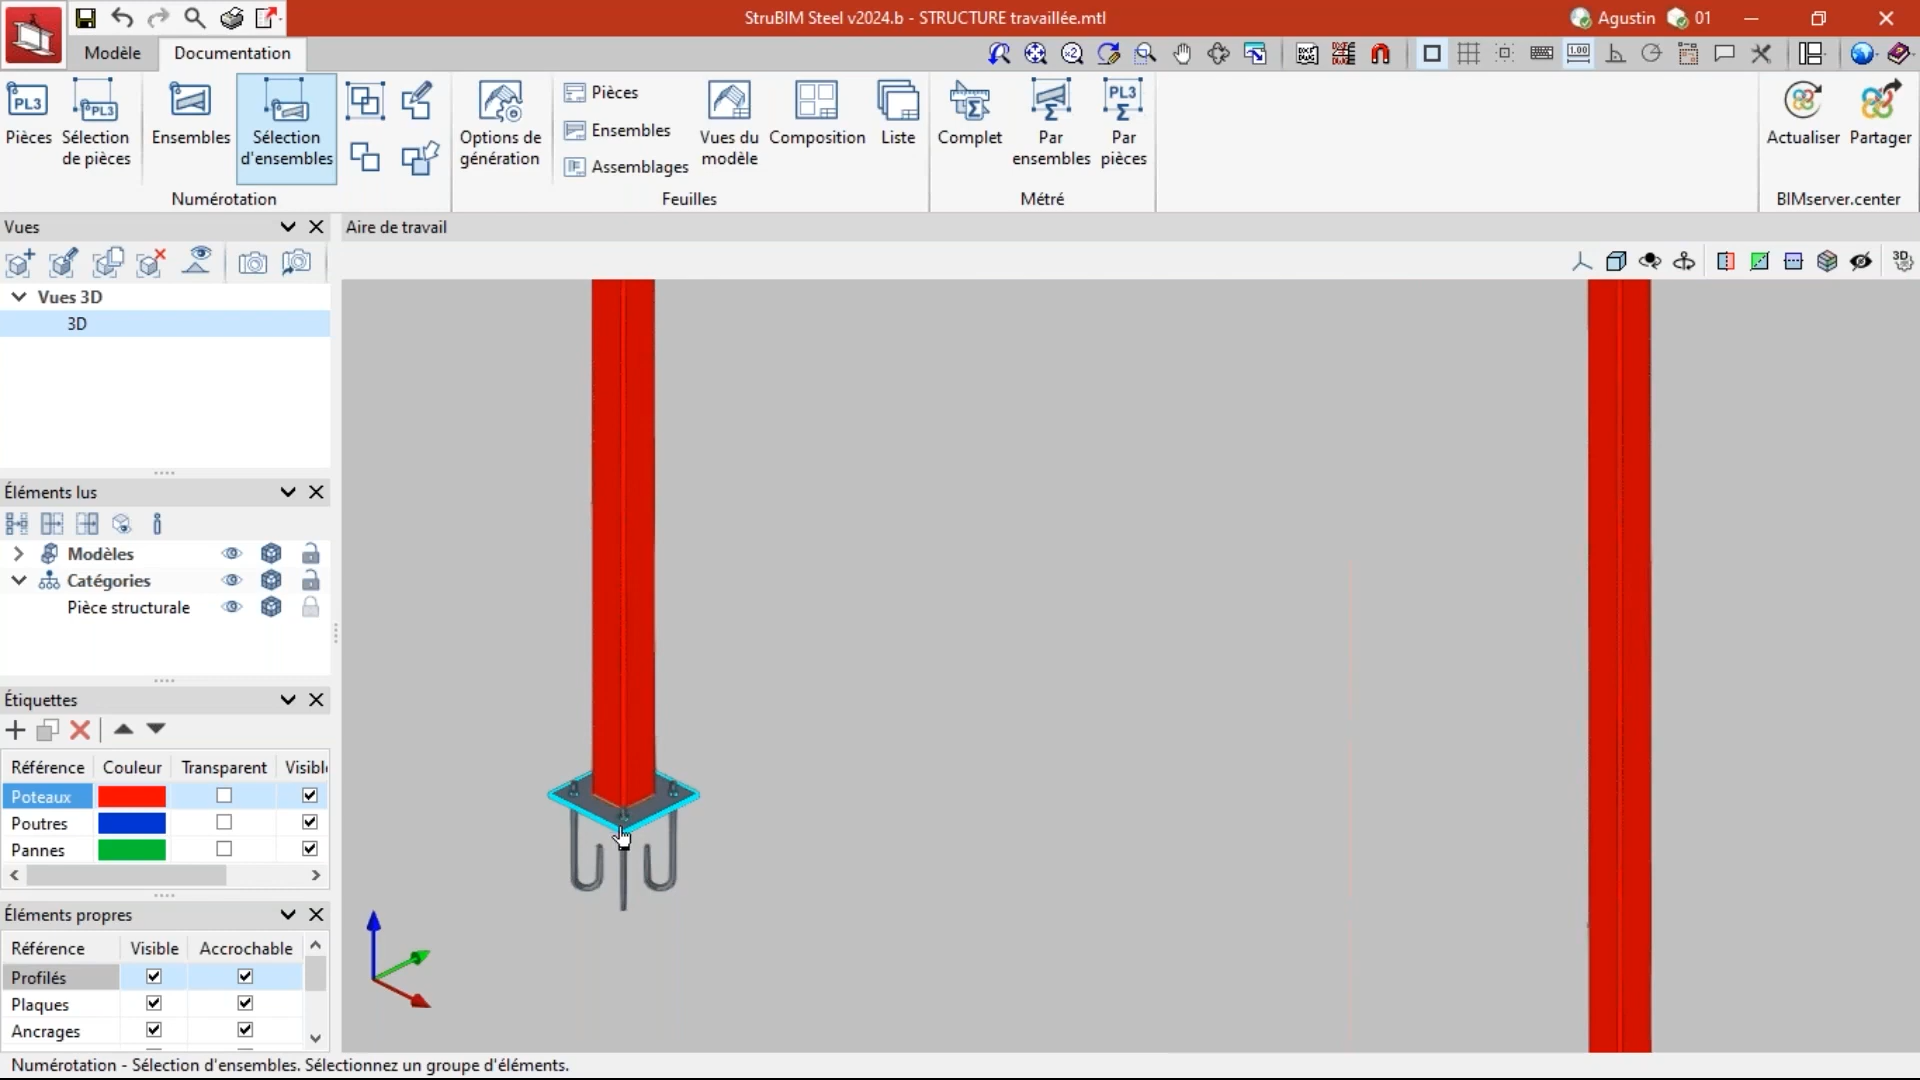 StruBIM Steel v2024.b - STRUCTURE travaillée.mtl
Agustin
01
Modèle
Documentation
PL3
Pièces
PL3
Sélection
de pièces
Ensembles
Sélection
d'ensembles
Numérotation
Options de
génération
Pièces
Ensembles
Assemblages
Vues du
modèle
Composition
Liste
Feuilles
Complet
Par
ensembles
PL3
Par
pièces
Métré
Actualiser
Partager
BIMserver.center
Vues
Aire de travail
Vues 3D
3D
Éléments lus
Modèles
Catégories
Pièce structurale
Étiquettes
Référence Couleur Transparent Visibl
Poteaux
Poutres
Pannes
Éléments propres
Référence Visible Accrochable
Profilés
Plaques
Ancrages
Numérotation - Sélection d'ensembles. Sélectionnez un groupe d'éléments.